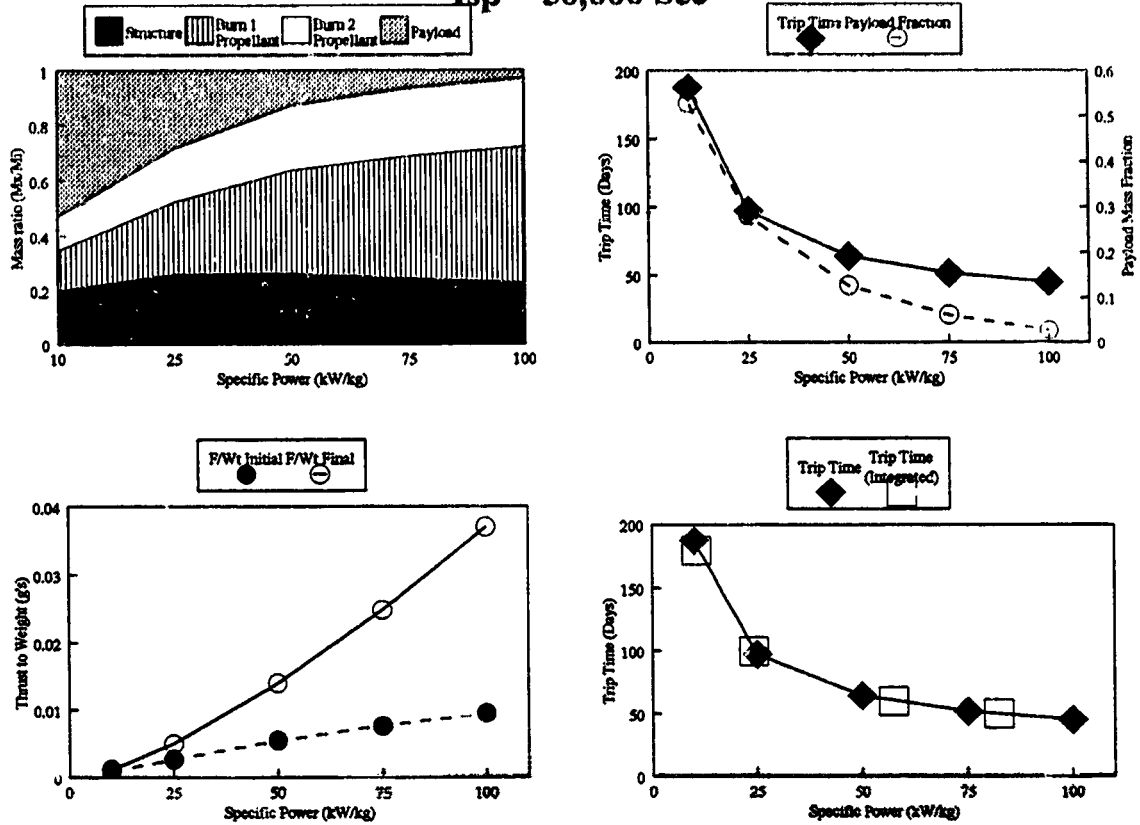 Structure Burn 1 Propellant Burn 2 Propellant Payload
1
0.8
0.6
0.4
0.2
0
Mass ratio (Mx/Mi)
10 25 50 75 100
Specific Power (kW/kg)
Trip Time Payload Fraction
200
150
100
50
0
Trip Time (Days)
0.6
0.5
0.4
0.3
0.2
0.1
0
Payload Mass Fraction
0 25 50 75 100
Specific Power (kW/kg)
F/Wt Initial F/Wt Final
0.04
0.03
0.02
0.01
0
Thrust to Weight (g's)
0 25 50 75 100
Specific Power (kW/kg)
Trip Time Trip Time (Integrated)
200
150
100
50
0
Trip Time (Days)
0 25 50 75 100
Specific Power (kW/kg)